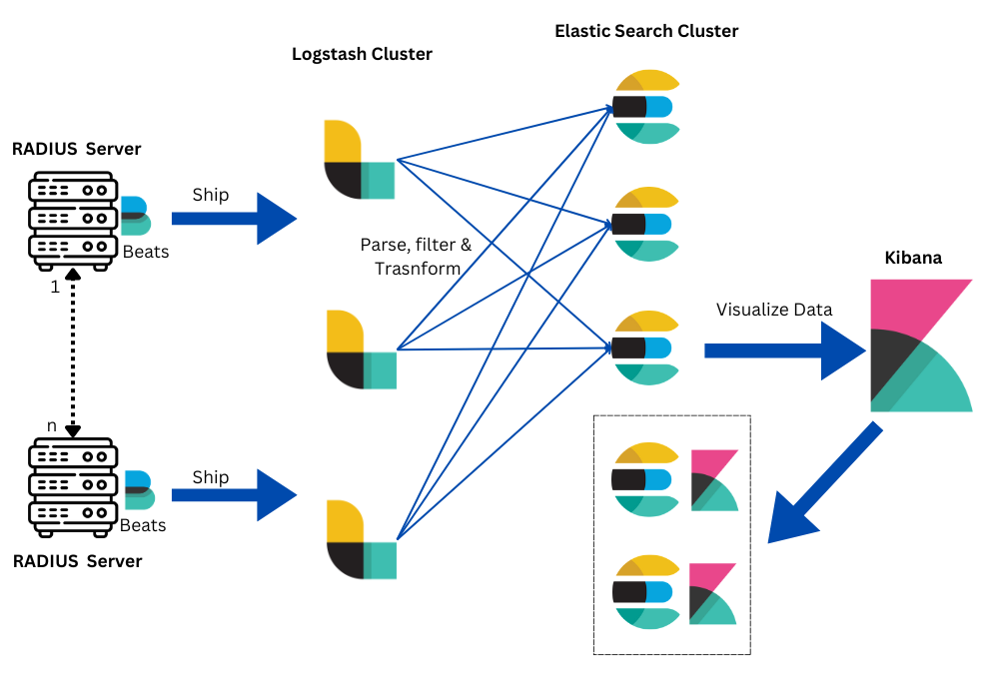 Elastic Search Cluster
Logstash Cluster
RADIUS Server
Ship
Beats
Parse, filter &
Trasnform
Kibana
1
Visualize Data
n
Ship
Beats
RADIUS Server